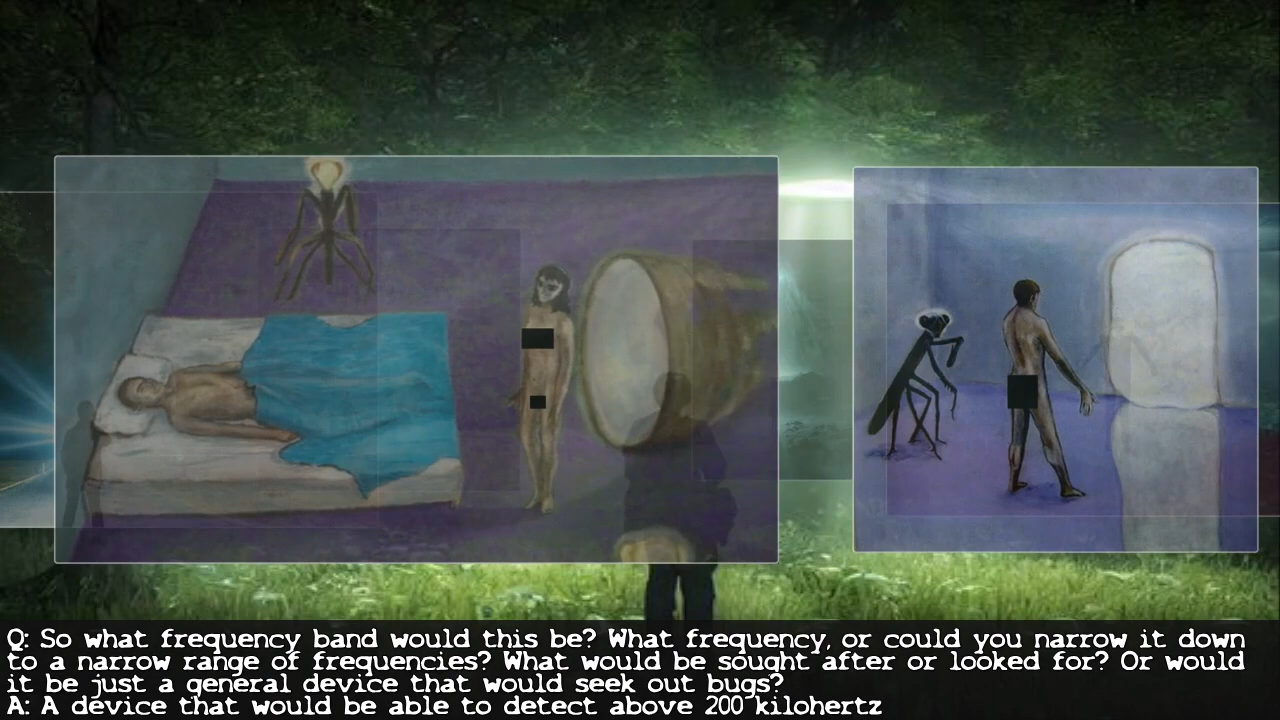 Q: So what frequency band would this be? What frequency, or could you narrow it down
to a narrow range of frequencies? What would be sought after or looked for? Or would
it be just a general device that would seek out bugs?
A: A device that would be able to detect above 200 kilohertz